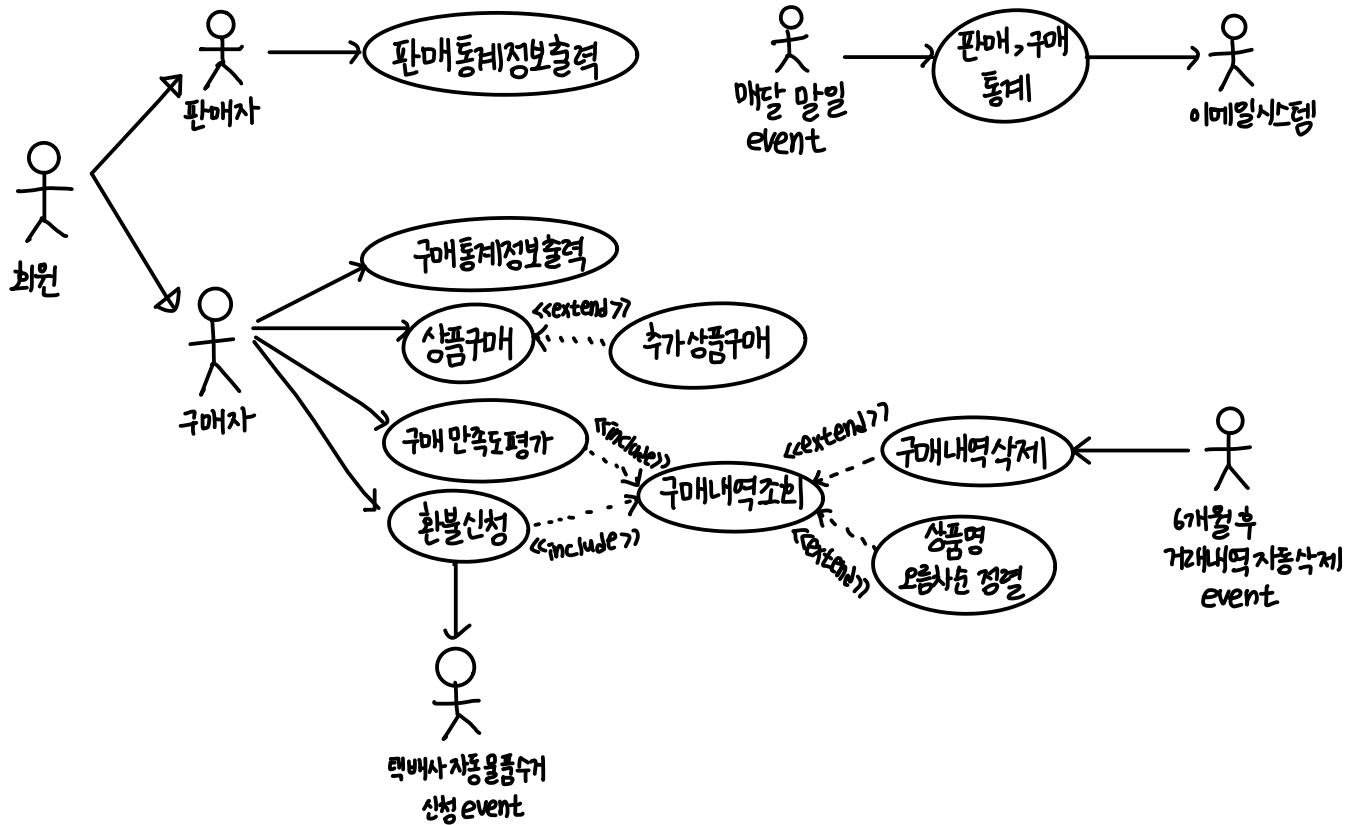 판매통계정보출력
판매자
매달 말일
event
판매, 구매
통계
이메일시스템
회원
구매통계정보출력
<<extend>>
상품구매
추가상품구매
구매자
구매 만족도평가
<<include>>
<<extend>>
구매내역삭제
구매내역조회
환불신청
<<include>>
<<extend>>
상품명
오름차순 정렬
6개월 후
거래내역 자동삭제
event
택배사 자동물품수거
신청 event